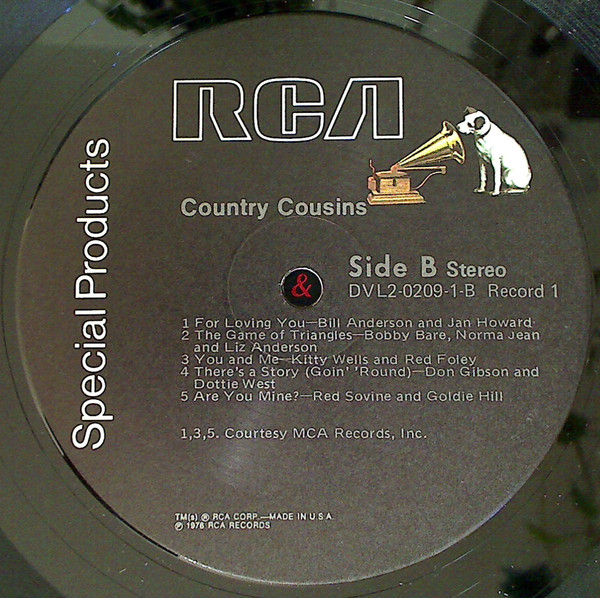 RCA
Special Products
Country Cousins
Side B Stereo
DVL2-0209-1-B Record 1
&
1 For Loving You—Bill Anderson and Jan Howard
2 The Game of Triangles—Bobby Bare, Norma Jean
and Liz Anderson
3 You and Me—Kitty Wells and Red Foley
4 There's a Story (Goin' 'Round)—Don Gibson and
Dottie West
5 Are You Mine?—Red Sovine and Goldie Hill
1,3,5. Courtesy MCA Records, Inc.
TM(s) ® RCA CORP.—MADE IN U.S.A.
℗ 1976 RCA RECORDS